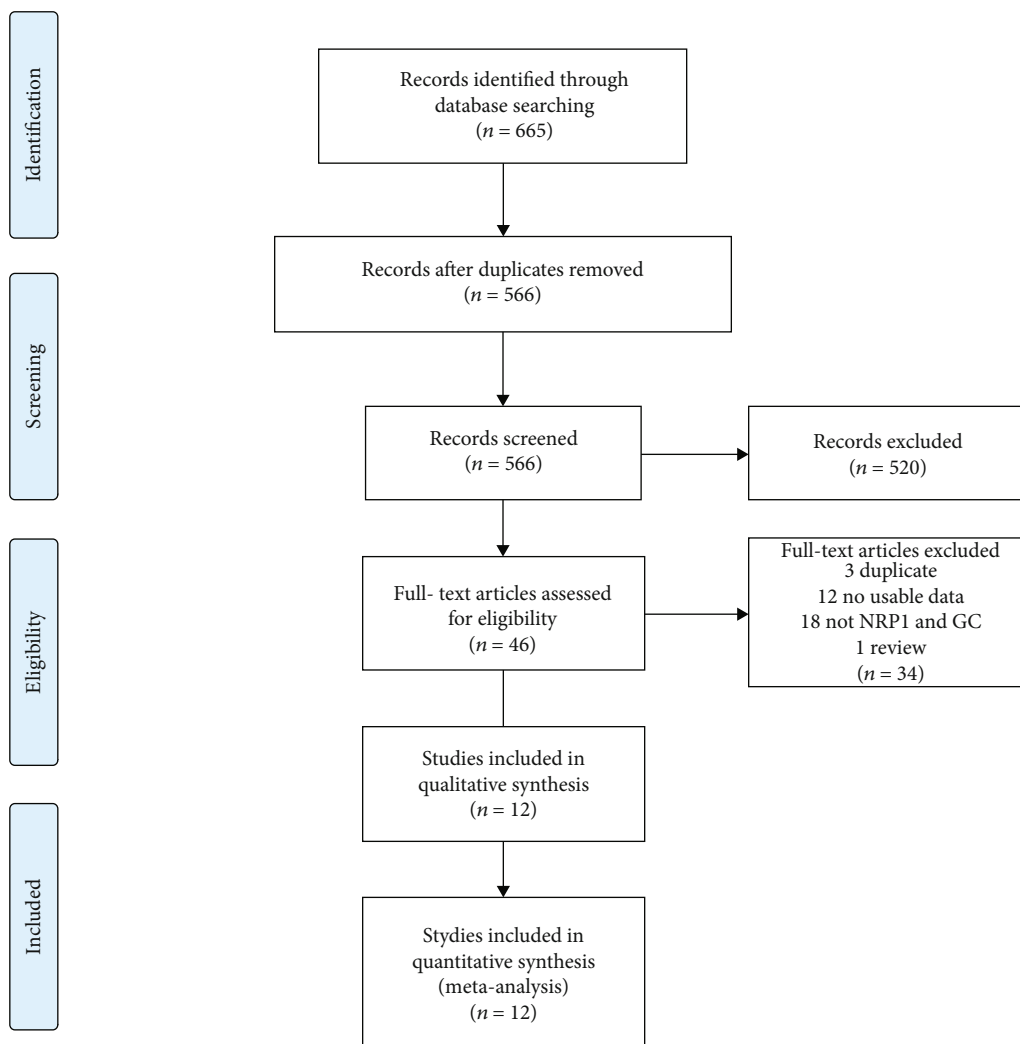 Identification
Records identified through
database searching
(n = 665)
Records after duplicates removed
(n = 566)
Screening
Records screened
(n = 566)
Records excluded
(n = 520)
Eligibility
Full- text articles assessed
for eligibility
(n = 46)
Full-text articles excluded
3 duplicate
12 no usable data
18 not NRP1 and GC
1 review
(n = 34)
Studies included in
qualitative synthesis
(n = 12)
Included
Stydies included in
quantitative synthesis
(meta-analysis)
(n = 12)